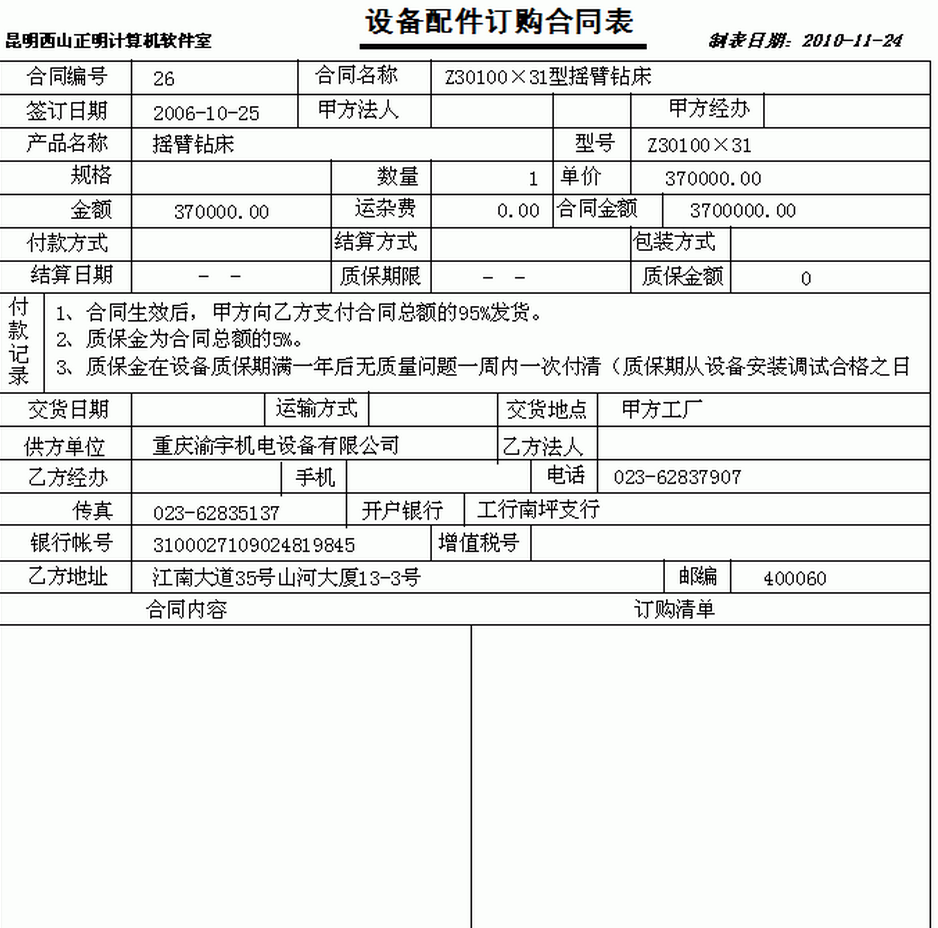 设备配件订购合同表
昆明西山正明计算机软件室 制表日期：2010-11-24
合同编号 26 合同名称 Z30100×31型摇臂钻床
签订日期 2006-10-25 甲方法人 甲方经办
产品名称 摇臂钻床 型号 Z30100×31
规格 数量 1 单价 370000.00
金额 370000.00 运杂费 0.00 合同金额 3700000.00
付款方式 结算方式 包装方式
结算日期 - - 质保期限 - - 质保金额 0
付款记录
1、合同生效后，甲方向乙方支付合同总额的95%发货。
2、质保金为合同总额的5%。
3、质保金在设备质保期满一年后无质量问题一周内一次付清（质保期从设备安装调试合格之日
交货日期 运输方式 交货地点 甲方工厂
供方单位 重庆渝宇机电设备有限公司 乙方法人
乙方经办 手机 电话 023-62837907
传真 023-62835137 开户银行 工行南坪支行
银行帐号 3100027109024819845 增值税号
乙方地址 江南大道35号山河大厦13-3号 邮编 400060
合同内容 订购清单